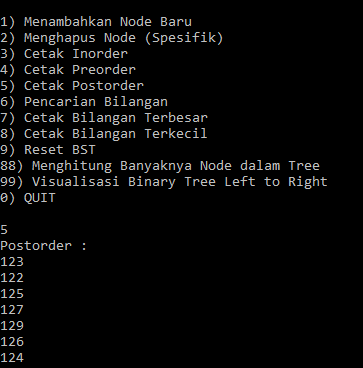 1) Menambahkan Node Baru
2) Menghapus Node (Spesifik)
3) Cetak Inorder
4) Cetak Preorder
5) Cetak Postorder
6) Pencarian Bilangan
7) Cetak Bilangan Terbesar
8) Cetak Bilangan Terkecil
9) Reset BST
88) Menghitung Banyaknya Node dalam Tree
99) Visualisasi Binary Tree Left to Right
0) QUIT
5
Postorder :
123
122
125
127
129
126
124